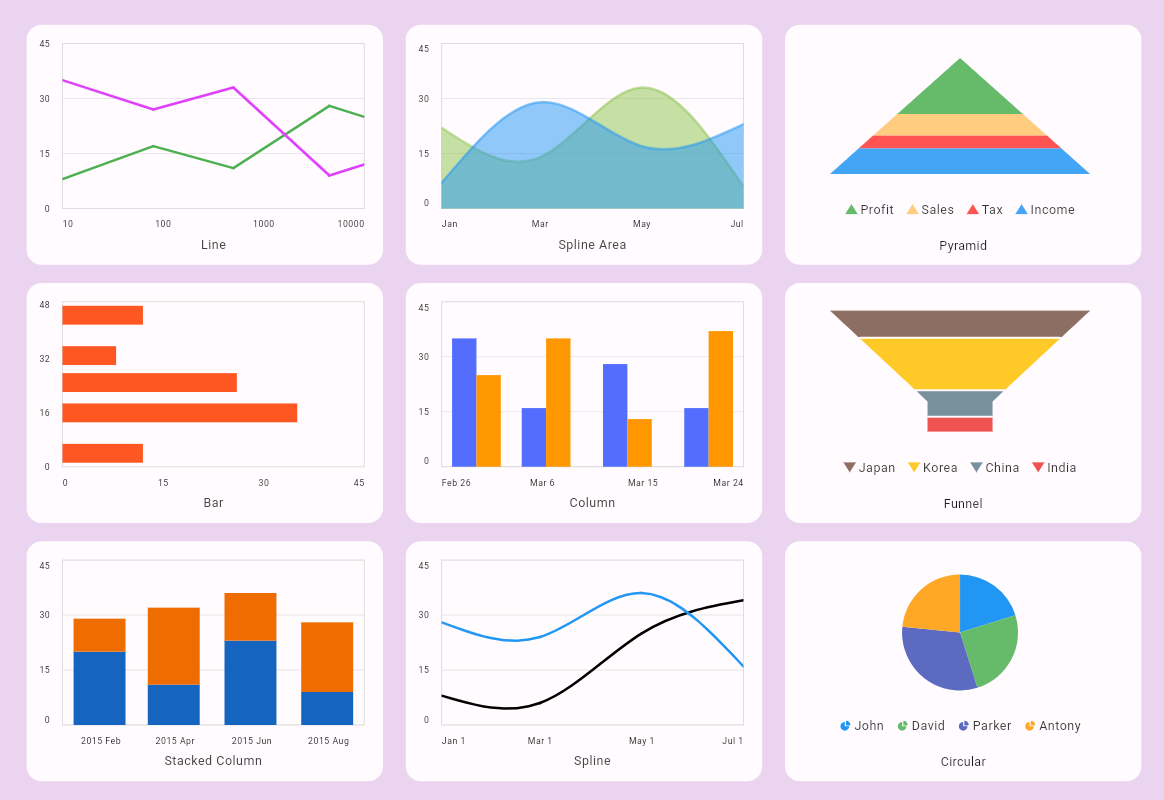 45
30
15
0
10 100 1000 10000
Line
45
30
15
0
Jan Mar May Jul
Spline Area
Profit Sales Tax Income
Pyramid
48
32
16
0
0 15 30 45
Bar
45
30
15
0
Feb 26 Mar 6 Mar 15 Mar 24
Column
Japan Korea China India
Funnel
45
30
15
0
2015 Feb 2015 Apr 2015 Jun 2015 Aug
Stacked Column
45
30
15
0
Jan 1 Mar 1 May 1 Jul 1
Spline
John David Parker Antony
Circular